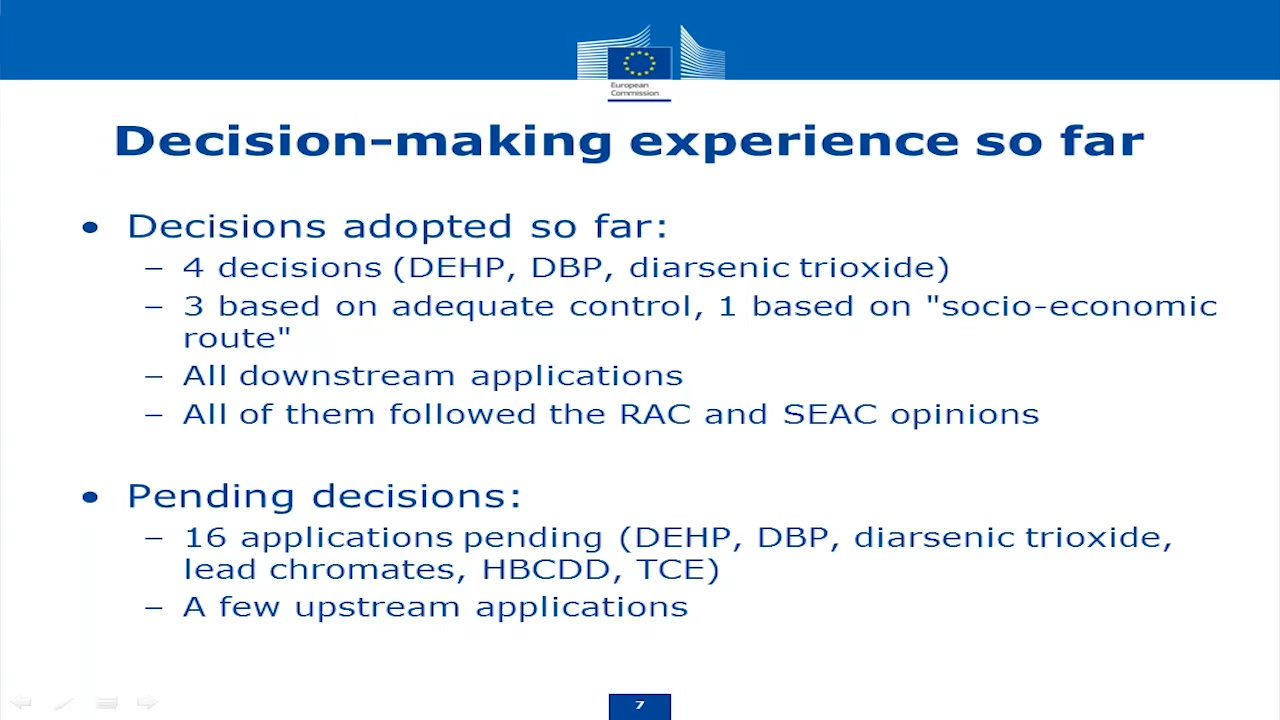 European
Commission
Decision-making experience so far
• Decisions adopted so far:
– 4 decisions (DEHP, DBP, diarsenic trioxide)
– 3 based on adequate control, 1 based on "socio-economic
route"
– All downstream applications
– All of them followed the RAC and SEAC opinions
• Pending decisions:
– 16 applications pending (DEHP, DBP, diarsenic trioxide,
lead chromates, HBCDD, TCE)
– A few upstream applications
7